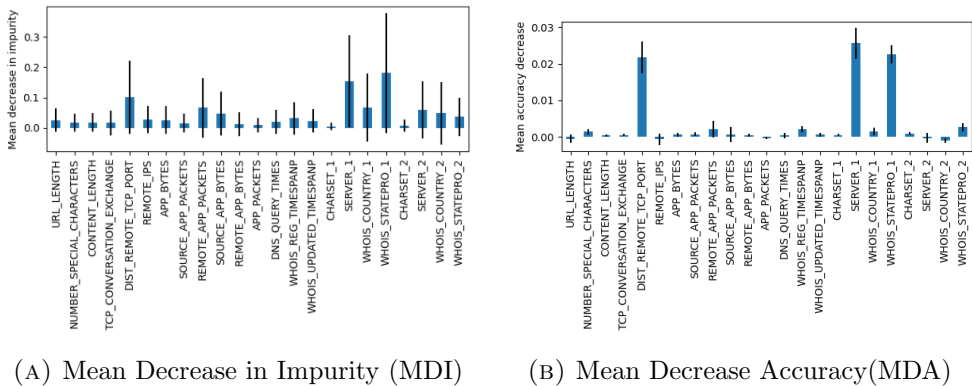 Mean decrease in impurity
0.3
0.2
0.1
0.0
URL_LENGTH
NUMBER_SPECIAL_CHARACTERS
CONTENT_LENGTH
TCP_CONVERSATION_EXCHANGE
DIST_REMOTE_TCP_PORT
REMOTE_IPS
APP_BYTES
SOURCE_APP_PACKETS
REMOTE_APP_PACKETS
SOURCE_APP_BYTES
REMOTE_APP_BYTES
APP_PACKETS
DNS_QUERY_TIMES
WHOIS_REG_TIMESPANP
WHOIS_UPDATED_TIMESPANP
CHARSET_1
SERVER_1
WHOIS_COUNTRY_1
WHOIS_STATEPRO_1
CHARSET_2
SERVER_2
WHOIS_COUNTRY_2
WHOIS_STATEPRO_2
(A) Mean Decrease in Impurity (MDI)
Mean accuracy decrease
0.03
0.02
0.01
0.00
URL_LENGTH
NUMBER_SPECIAL_CHARACTERS
CONTENT_LENGTH
TCP_CONVERSATION_EXCHANGE
DIST_REMOTE_TCP_PORT
REMOTE_IPS
APP_BYTES
SOURCE_APP_PACKETS
REMOTE_APP_PACKETS
SOURCE_APP_BYTES
REMOTE_APP_BYTES
APP_PACKETS
DNS_QUERY_TIMES
WHOIS_REG_TIMESPANP
WHOIS_UPDATED_TIMESPANP
CHARSET_1
SERVER_1
WHOIS_COUNTRY_1
WHOIS_STATEPRO_1
CHARSET_2
SERVER_2
WHOIS_COUNTRY_2
WHOIS_STATEPRO_2
(B) Mean Decrease Accuracy(MDA)